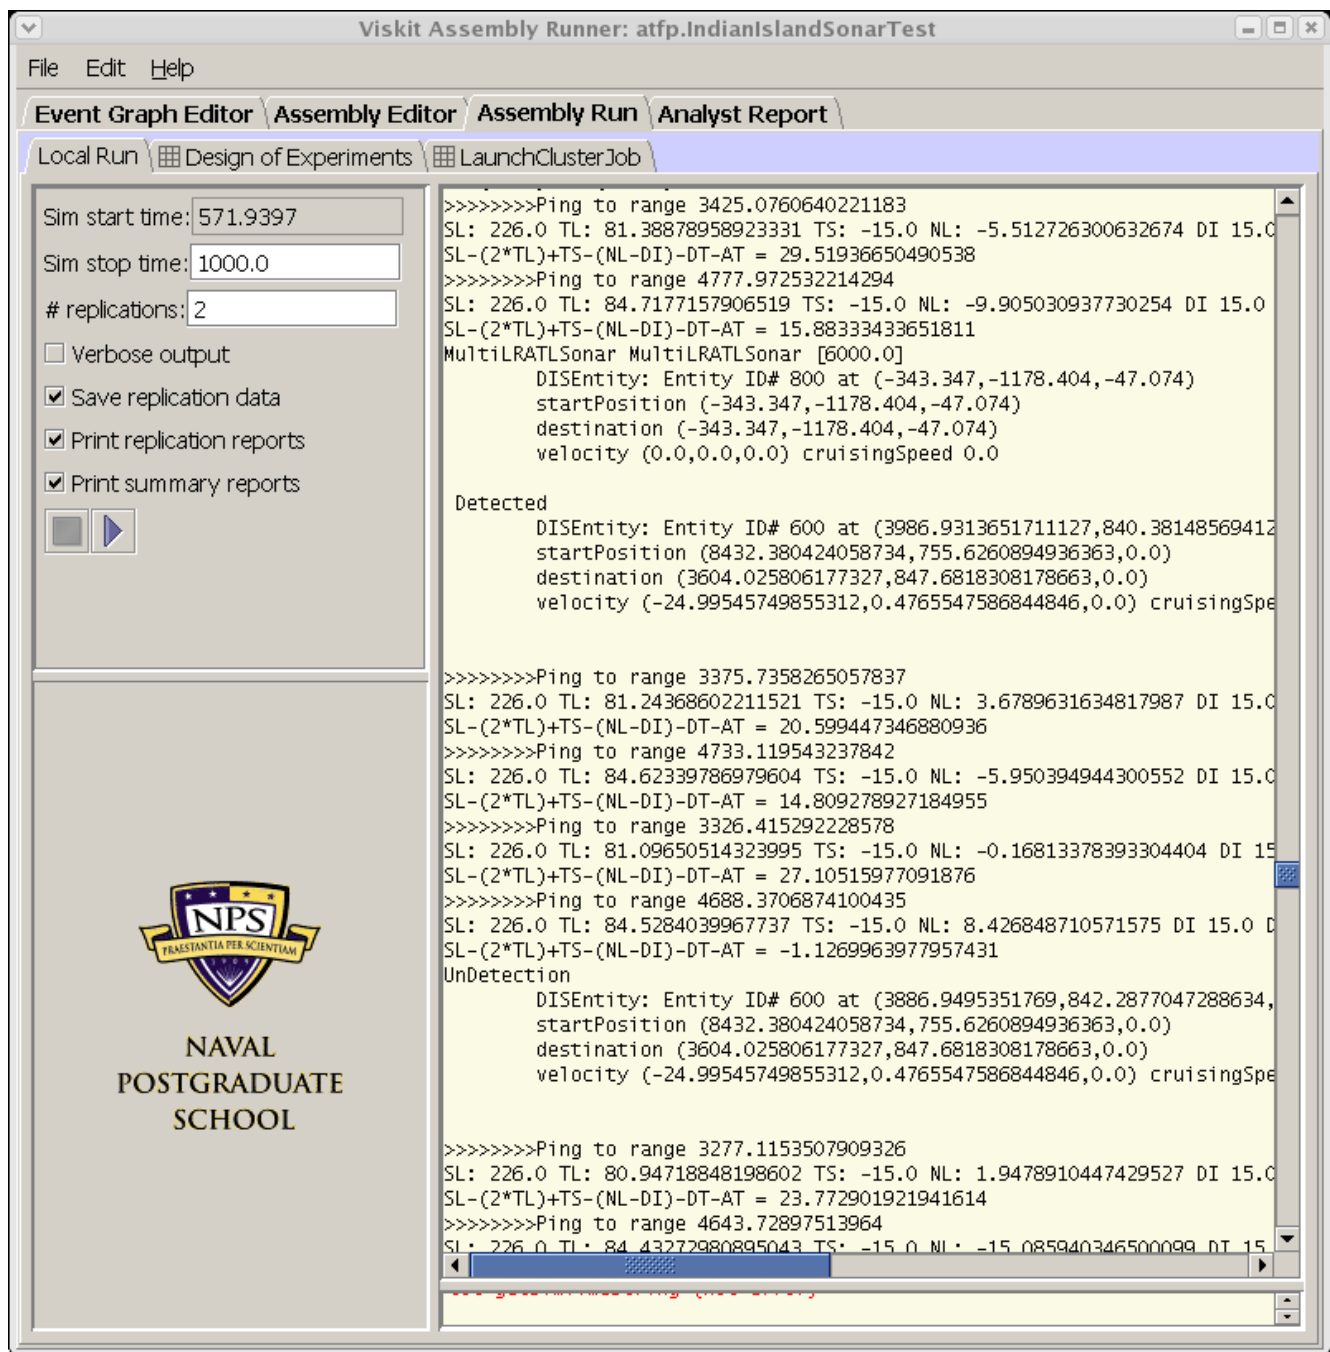 Viskit Assembly Runner: atfp.IndianIslandSonarTest
File Edit Help
Event Graph Editor Assembly Editor Assembly Run Analyst Report
Local Run Design of Experiments LaunchClusterJob
Sim start time: 571.9397
Sim stop time: 1000.0
# replications: 2
Verbose output
Save replication data
Print replication reports
Print summary reports
NPS
PRAESTANTIA PER SCIENTIAM
1909
NAVAL
POSTGRADUATE
SCHOOL
>>>>>>>>Ping to range 3425.0760640221183
SL: 226.0 TL: 81.38878958923331 TS: -15.0 NL: -5.512726300632674 DI 15.0
SL-(2*TL)+TS-(NL-DI)-DT-AT = 29.51936650490538
>>>>>>>>Ping to range 4777.972532214294
SL: 226.0 TL: 84.7177157906519 TS: -15.0 NL: -9.905030937730254 DI 15.0
SL-(2*TL)+TS-(NL-DI)-DT-AT = 15.88333433651811
MultiLRATLSonar MultiLRATLSonar [6000.0]
DISEntity: Entity ID# 800 at (-343.347,-1178.404,-47.074)
startPosition (-343.347,-1178.404,-47.074)
destination (-343.347,-1178.404,-47.074)
velocity (0.0,0.0,0.0) cruisingSpeed 0.0
Detected
DISEntity: Entity ID# 600 at (3986.9313651711127,840.38148569412
startPosition (8432.380424058734,755.6260894936363,0.0)
destination (3604.025806177327,847.6818308178663,0.0)
velocity (-24.99545749855312,0.4765547586844846,0.0) cruisingSpe
>>>>>>>>Ping to range 3375.7358265057837
SL: 226.0 TL: 81.24368602211521 TS: -15.0 NL: 3.6789631634817987 DI 15.0
SL-(2*TL)+TS-(NL-DI)-DT-AT = 20.599447346880936
>>>>>>>>Ping to range 4733.119543237842
SL: 226.0 TL: 84.62339786979604 TS: -15.0 NL: -5.950394944300552 DI 15.0
SL-(2*TL)+TS-(NL-DI)-DT-AT = 14.809278927184955
>>>>>>>>Ping to range 3326.415292228578
SL: 226.0 TL: 81.09650514323995 TS: -15.0 NL: -0.16813378393304404 DI 15
SL-(2*TL)+TS-(NL-DI)-DT-AT = 27.10515977091876
>>>>>>>>Ping to range 4688.3706874100435
SL: 226.0 TL: 84.5284039967737 TS: -15.0 NL: 8.426848710571575 DI 15.0 D
SL-(2*TL)+TS-(NL-DI)-DT-AT = -1.1269963977957431
UnDetection
DISEntity: Entity ID# 600 at (3886.9495351769,842.2877047288634,
startPosition (8432.380424058734,755.6260894936363,0.0)
destination (3604.025806177327,847.6818308178663,0.0)
velocity (-24.99545749855312,0.4765547586844846,0.0) cruisingSpe
>>>>>>>>Ping to range 3277.1153507909326
SL: 226.0 TL: 80.94718848198602 TS: -15.0 NL: 1.9478910447429527 DI 15.0
SL-(2*TL)+TS-(NL-DI)-DT-AT = 23.772901921941614
>>>>>>>>Ping to range 4643.72897513964
SL: 226.0 TL: 84.43272980895043 TS: -15.0 NL: -15.085940346500099 DI 15